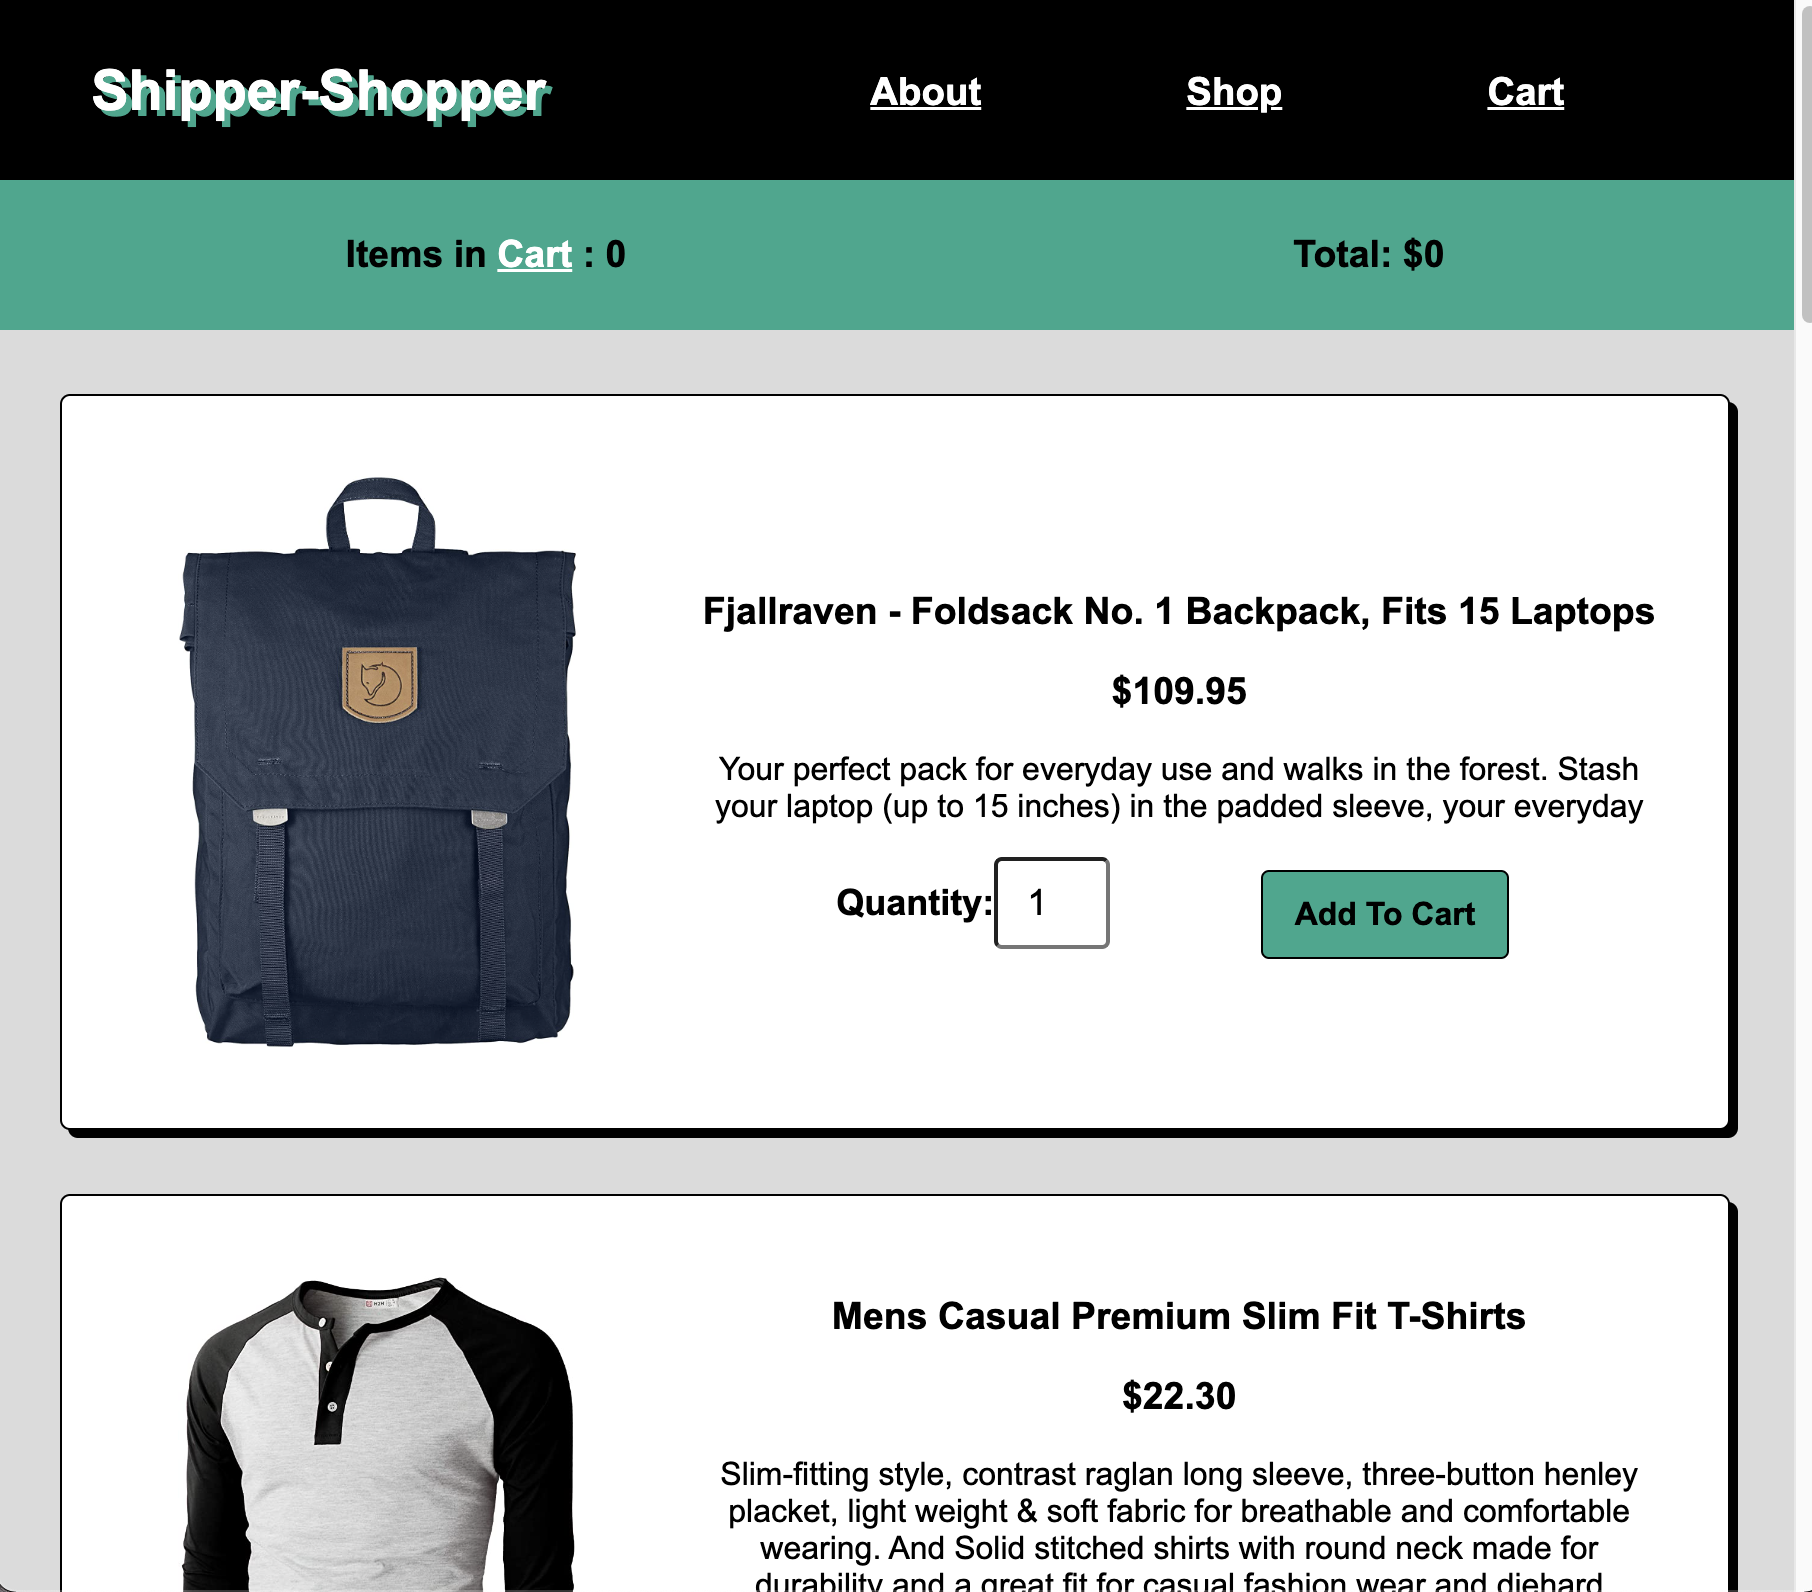 Shipper-Shopper
About
Shop
Cart
Items in Cart : 0
Total: $0
Fjallraven - Foldsack No. 1 Backpack, Fits 15 Laptops
$109.95
Your perfect pack for everyday use and walks in the forest. Stash
your laptop (up to 15 inches) in the padded sleeve, your everyday
Quantity: 1
Add To Cart
Mens Casual Premium Slim Fit T-Shirts
$22.30
Slim-fitting style, contrast raglan long sleeve, three-button henley
placket, light weight & soft fabric for breathable and comfortable
wearing. And Solid stitched shirts with round neck made for
durability and a great fit for casual fashion wear and diehard